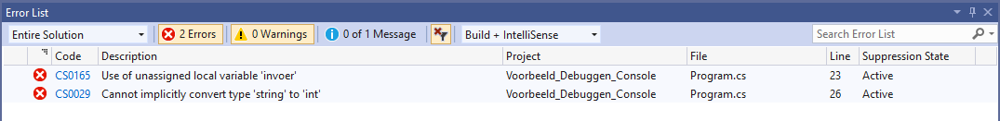 Error List
Entire Solution 2 Errors 0 Warnings 0 of 1 Message Build + IntelliSense Search Error List
Code Description Project File Line Suppression State
CS0165 Use of unassigned local variable 'invoer' Voorbeeld_Debuggen_Console Program.cs 23 Active
CS0029 Cannot implicitly convert type 'string' to 'int' Voorbeeld_Debuggen_Console Program.cs 26 Active